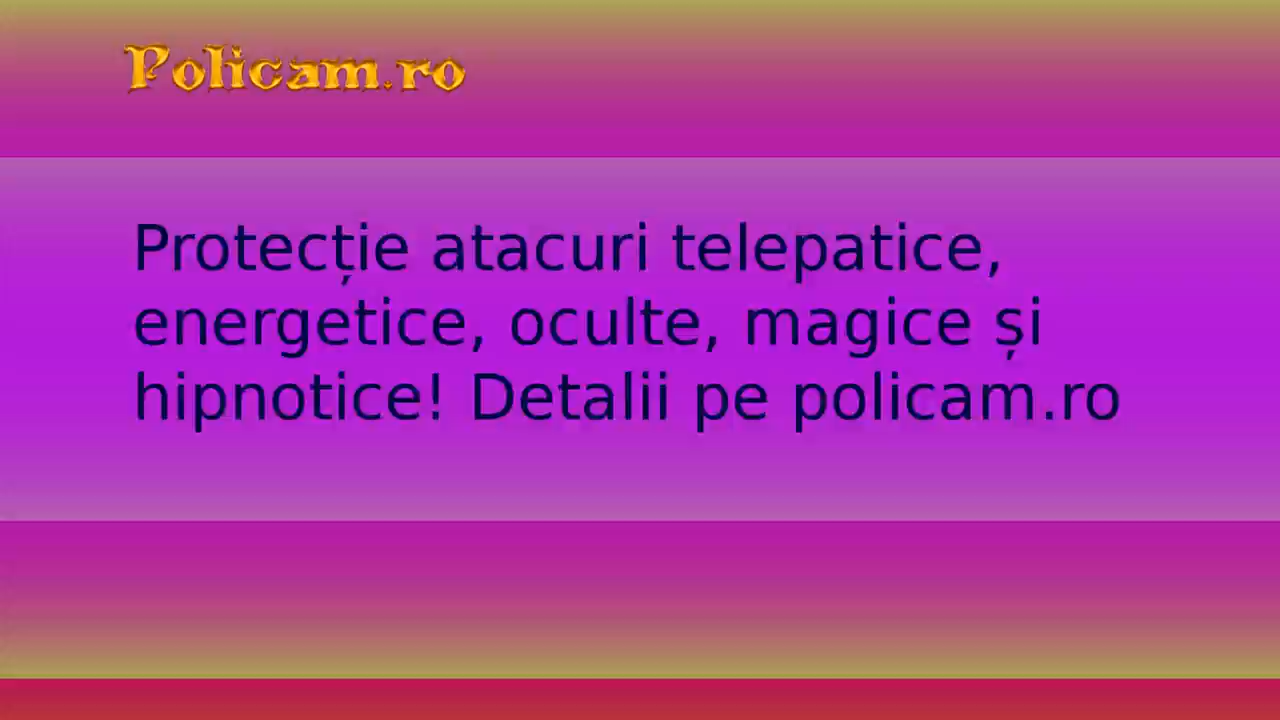 Policam.ro
Protecție atacuri telepatice,
energetice, oculte, magice și
hipnotice! Detalii pe policam.ro